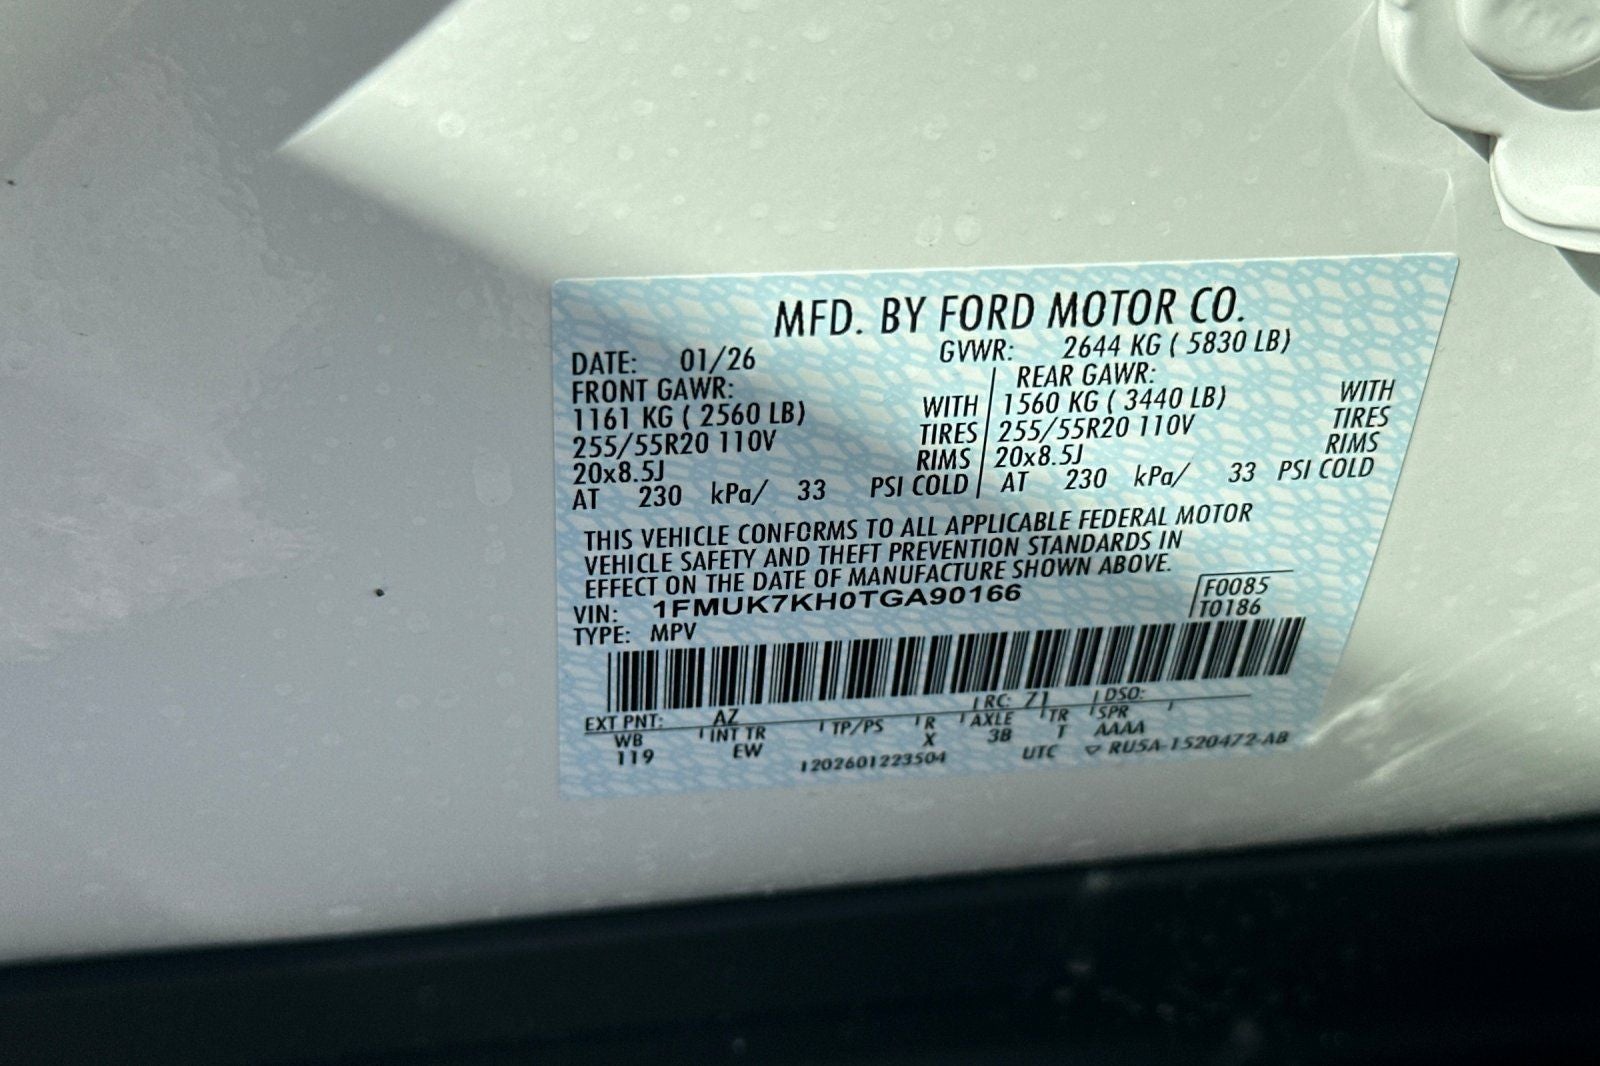 MFD. BY FORD MOTOR CO.
DATE: 01/26 GVWR: 2644 KG ( 5830 LB)
FRONT GAWR: REAR GAWR:
1161 KG ( 2560 LB) WITH 1560 KG ( 3440 LB) WITH
255/55R20 110V TIRES 255/55R20 110V TIRES
20x8.5J RIMS 20x8.5J RIMS
AT 230 kPa/ 33 PSI COLD AT 230 kPa/ 33 PSI COLD
THIS VEHICLE CONFORMS TO ALL APPLICABLE FEDERAL MOTOR
VEHICLE SAFETY AND THEFT PREVENTION STANDARDS IN
EFFECT ON THE DATE OF MANUFACTURE SHOWN ABOVE.
VIN: 1FMUK7KH0TGA90166 F0085
TYPE: MPV T0186
EXT PNT: AZ RC: 71 DSO:
WB INT TR TP/PS R AXLE TR SPR
119 EW X 3B T AAAA
1202601223504 UTC ▽ RU5A-1520472-AB